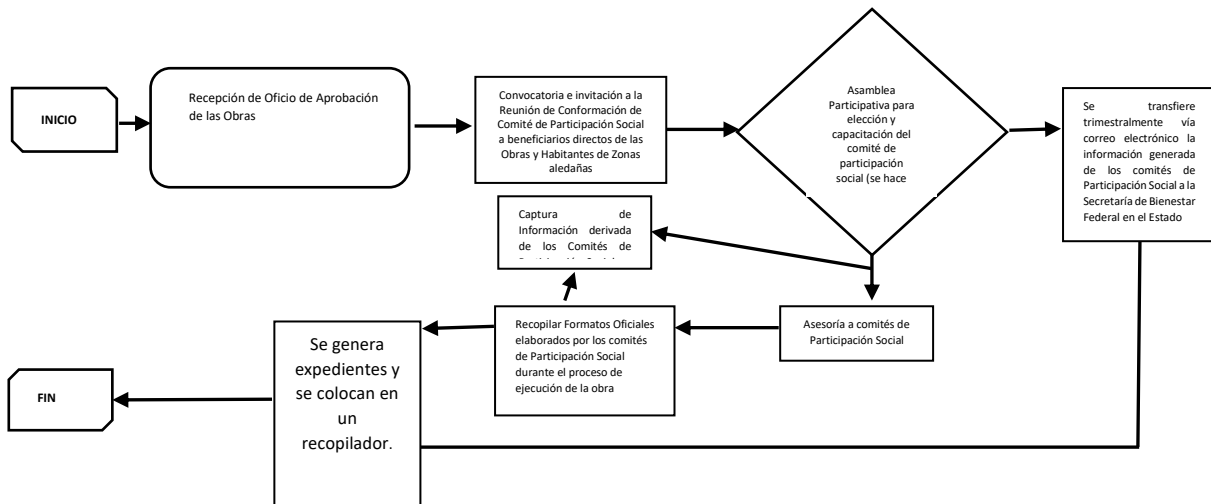 INICIO
Recepción de Oficio de Aprobación
de las Obras
Convocatoria e invitación a la
Reunión de Conformación de
Comité de Participación Social
a beneficiarios directos de las
Obras y Habitantes de Zonas
aledañas
Asamblea
Participativa para
elección y
capacitación del
comité de
participación
social (se hace
Se transfiere
trimestralmente vía
correo electrónico la
información generada
de los comités de
Participación Social a la
Secretaría de Bienestar
Federal en el Estado
Captura de
Información derivada
de los Comités de
Asesoría a comités de
Participación Social
Recopilar Formatos Oficiales
elaborados por los comités
de Participación Social
durante el proceso de
ejecución de la obra
Se genera
expedientes y
se colocan en
un
recopilador.
FIN